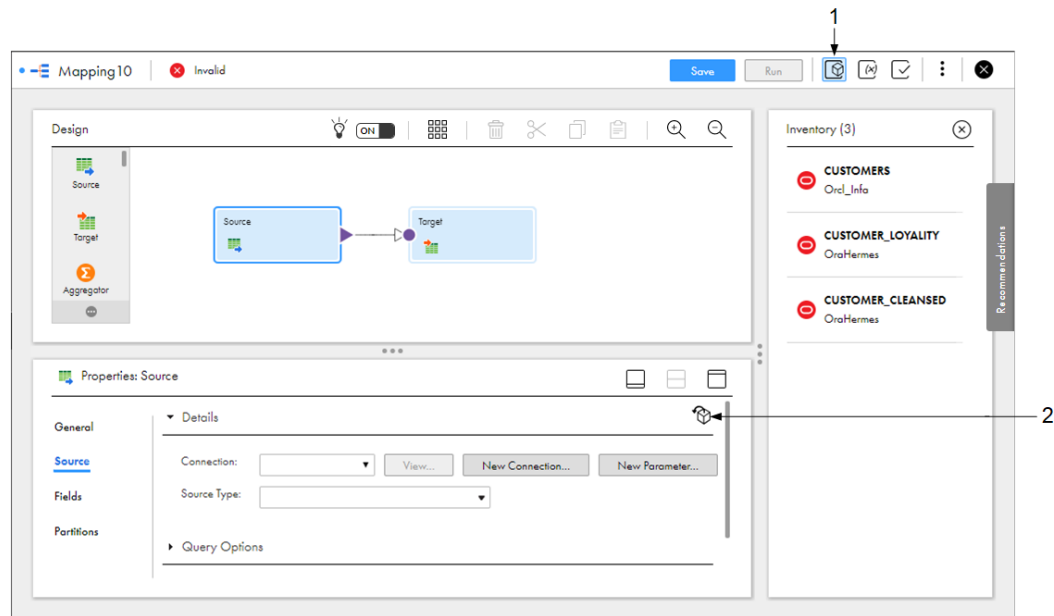 1
Mapping10
Invalid
Save
Run
(x)
Design
ON
Source
Target
Aggregator
Source
Target
Inventory (3)
CUSTOMERS
Orcl_Infa
CUSTOMER_LOYALITY
OraHermes
CUSTOMER_CLEANSED
OraHermes
Recommendations
Properties: Source
General
Source
Fields
Partitions
Details
2
Connection:
View...
New Connection...
New Parameter...
Source Type:
Query Options